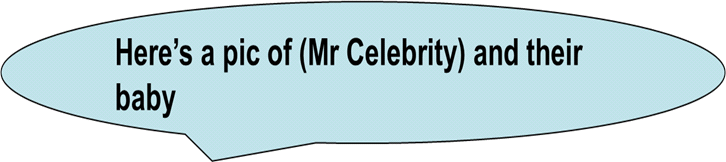 Here’s a pic of (Mr Celebrity) and their
baby